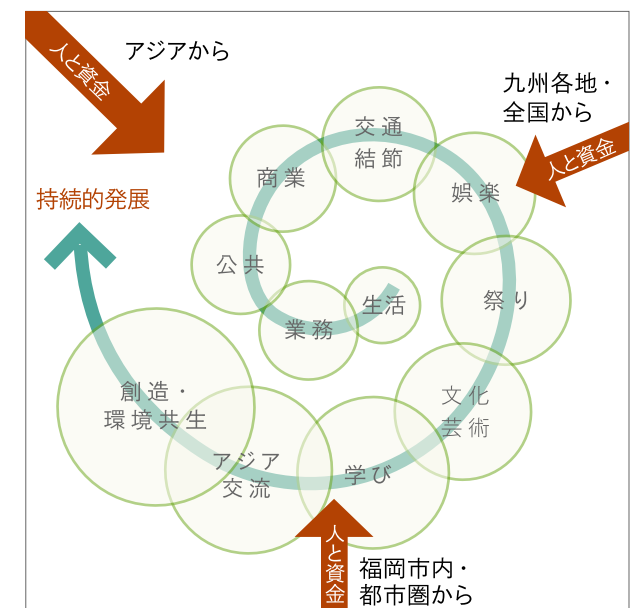 アジアから
人と資金
九州各地・
全国から
人と資金
持続的発展
交通
結節
商業
娯楽
公共
生活
業務
祭り
文化
芸術
創造・
環境共生
アジア
交流
学び
人と資金
福岡市内・
都市圏から